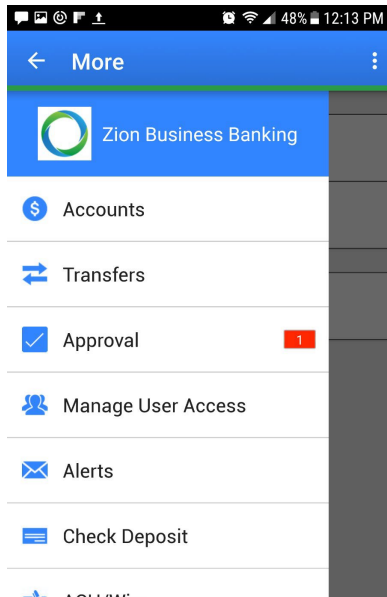 48% 12:13 PM
More
Zion Business Banking
Accounts
Transfers
Approval 1
Manage User Access
Alerts
Check Deposit